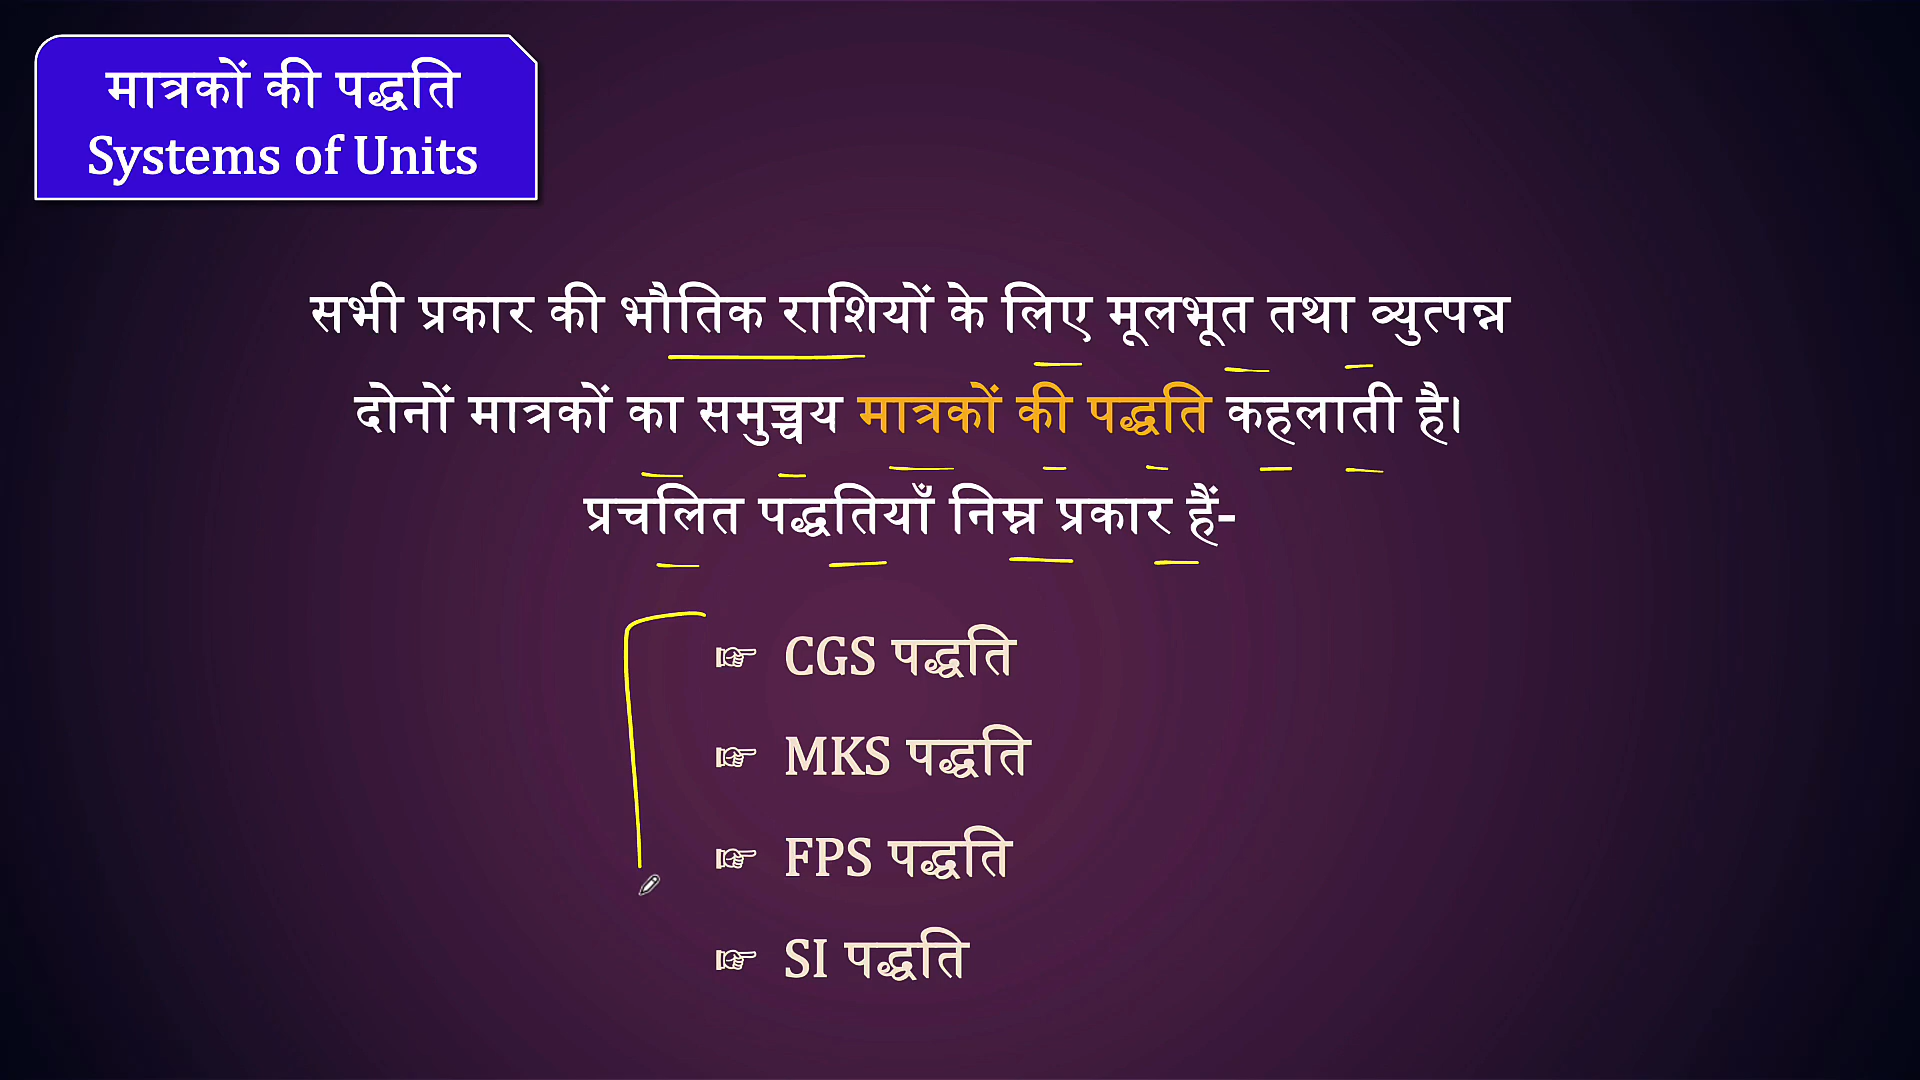 मात्रकों की पद्धति
Systems of Units
सभी प्रकार की भौतिक राशियों के लिए मूलभूत तथा व्युत्पन्न
दोनों मात्रकों का समुच्चय मात्रकों की पद्धति कहलाती है।
प्रचलित पद्धतियाँ निम्न प्रकार हैं-
☞ CGS पद्धति
☞ MKS पद्धति
☞ FPS पद्धति
☞ SI पद्धति